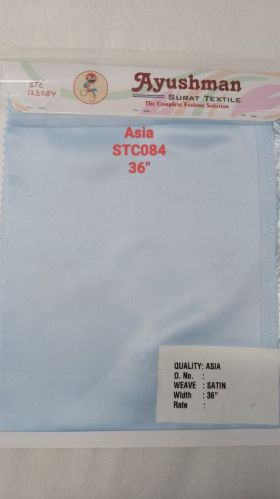 STC
123084
Ayushman
SURAT TEXTILE
The Complete Fashion Solution
Asia
STC084
36"
QUALITY: ASIA
D. No. :
WEAVE : SATIN
Width : 36"
Rate :